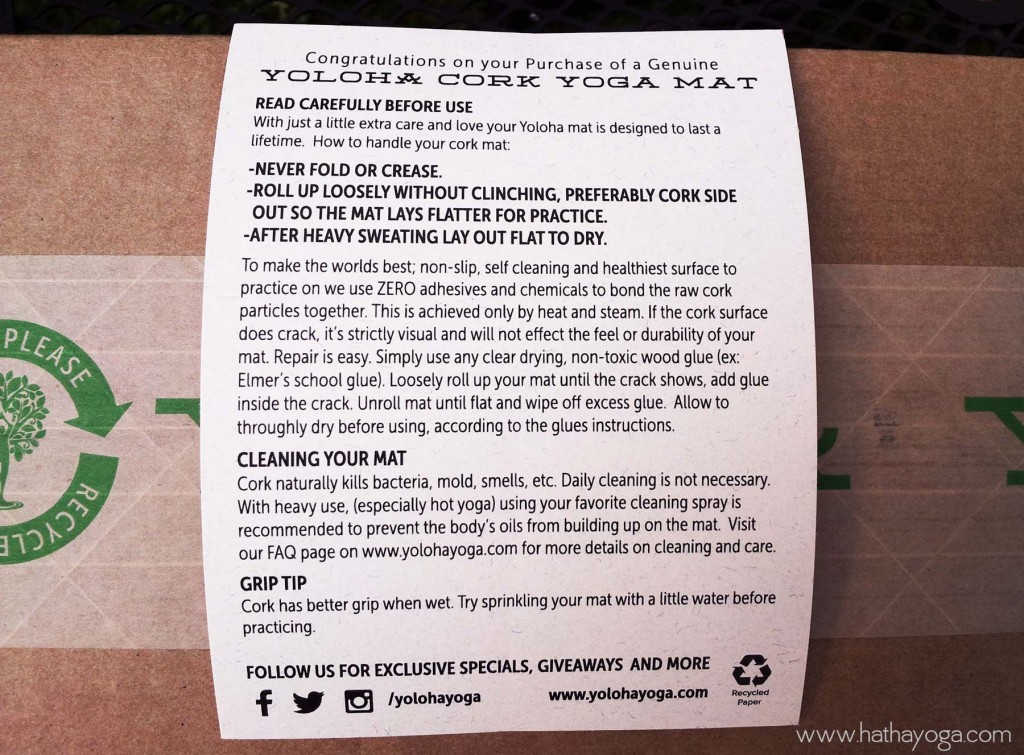 Congratulations on your Purchase of a Genuine
YOLOHA CORK YOGA MAT
READ CAREFULLY BEFORE USE
With just a little extra care and love your Yoloha mat is designed to last a
lifetime. How to handle your cork mat:
-NEVER FOLD OR CREASE.
-ROLL UP LOOSELY WITHOUT CLINCHING, PREFERABLY CORK SIDE
OUT SO THE MAT LAYS FLATTER FOR PRACTICE.
-AFTER HEAVY SWEATING LAY OUT FLAT TO DRY.
To make the worlds best; non-slip, self cleaning and healthiest surface to
practice on we use ZERO adhesives and chemicals to bond the raw cork
particles together. This is achieved only by heat and steam. If the cork surface
does crack, it's strictly visual and will not effect the feel or durability of your
mat. Repair is easy. Simply use any clear drying, non-toxic wood glue (ex:
Elmer's school glue). Loosely roll up your mat until the crack shows, add glue
inside the crack. Unroll mat until flat and wipe off excess glue. Allow to
throughly dry before using, according to the glues instructions.
CLEANING YOUR MAT
Cork naturally kills bacteria, mold, smells, etc. Daily cleaning is not necessary.
With heavy use, (especially hot yoga) using your favorite cleaning spray is
recommended to prevent the body's oils from building up on the mat. Visit
our FAQ page on www.yolohayoga.com for more details on cleaning and care.
GRIP TIP
Cork has better grip when wet. Try sprinkling your mat with a little water before
practicing.
FOLLOW US FOR EXCLUSIVE SPECIALS, GIVEAWAYS AND MORE
/yolohayoga www.yolohayoga.com
Recycled
Paper
PLEASE
RECYCLE
www.hathayoga.com